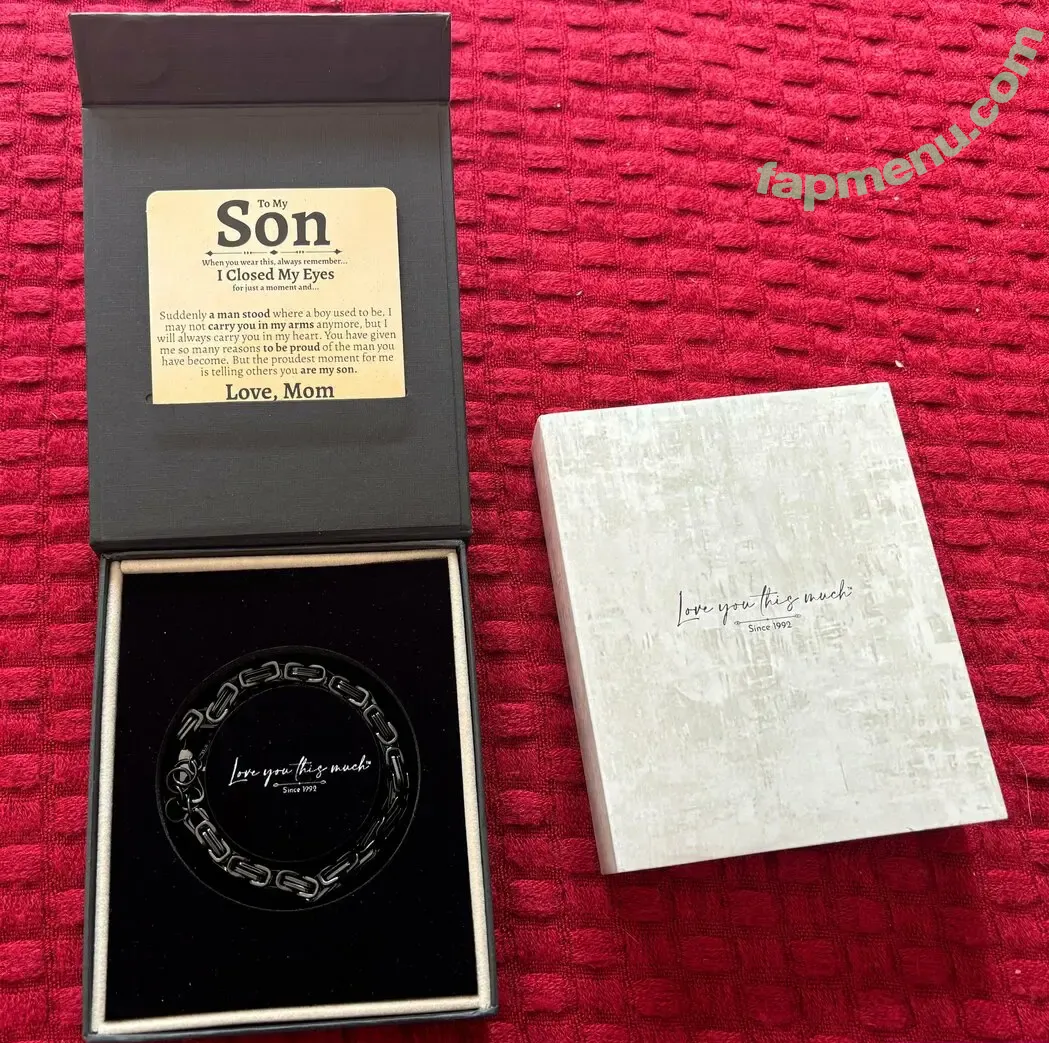 fapmenu.com
To My
Son
When you wear this, always remember...
I Closed My Eyes
for just a moment and...
Suddenly a man stood where a boy used to be. I
may not carry you in my arms anymore, but I
will always carry you in my heart. You have given
me so many reasons to be proud of the man you
have become. But the proudest moment for me
is telling others you are my son.
Love, Mom
Love you this much™
Since 1992
Love you this much™
Since 1992